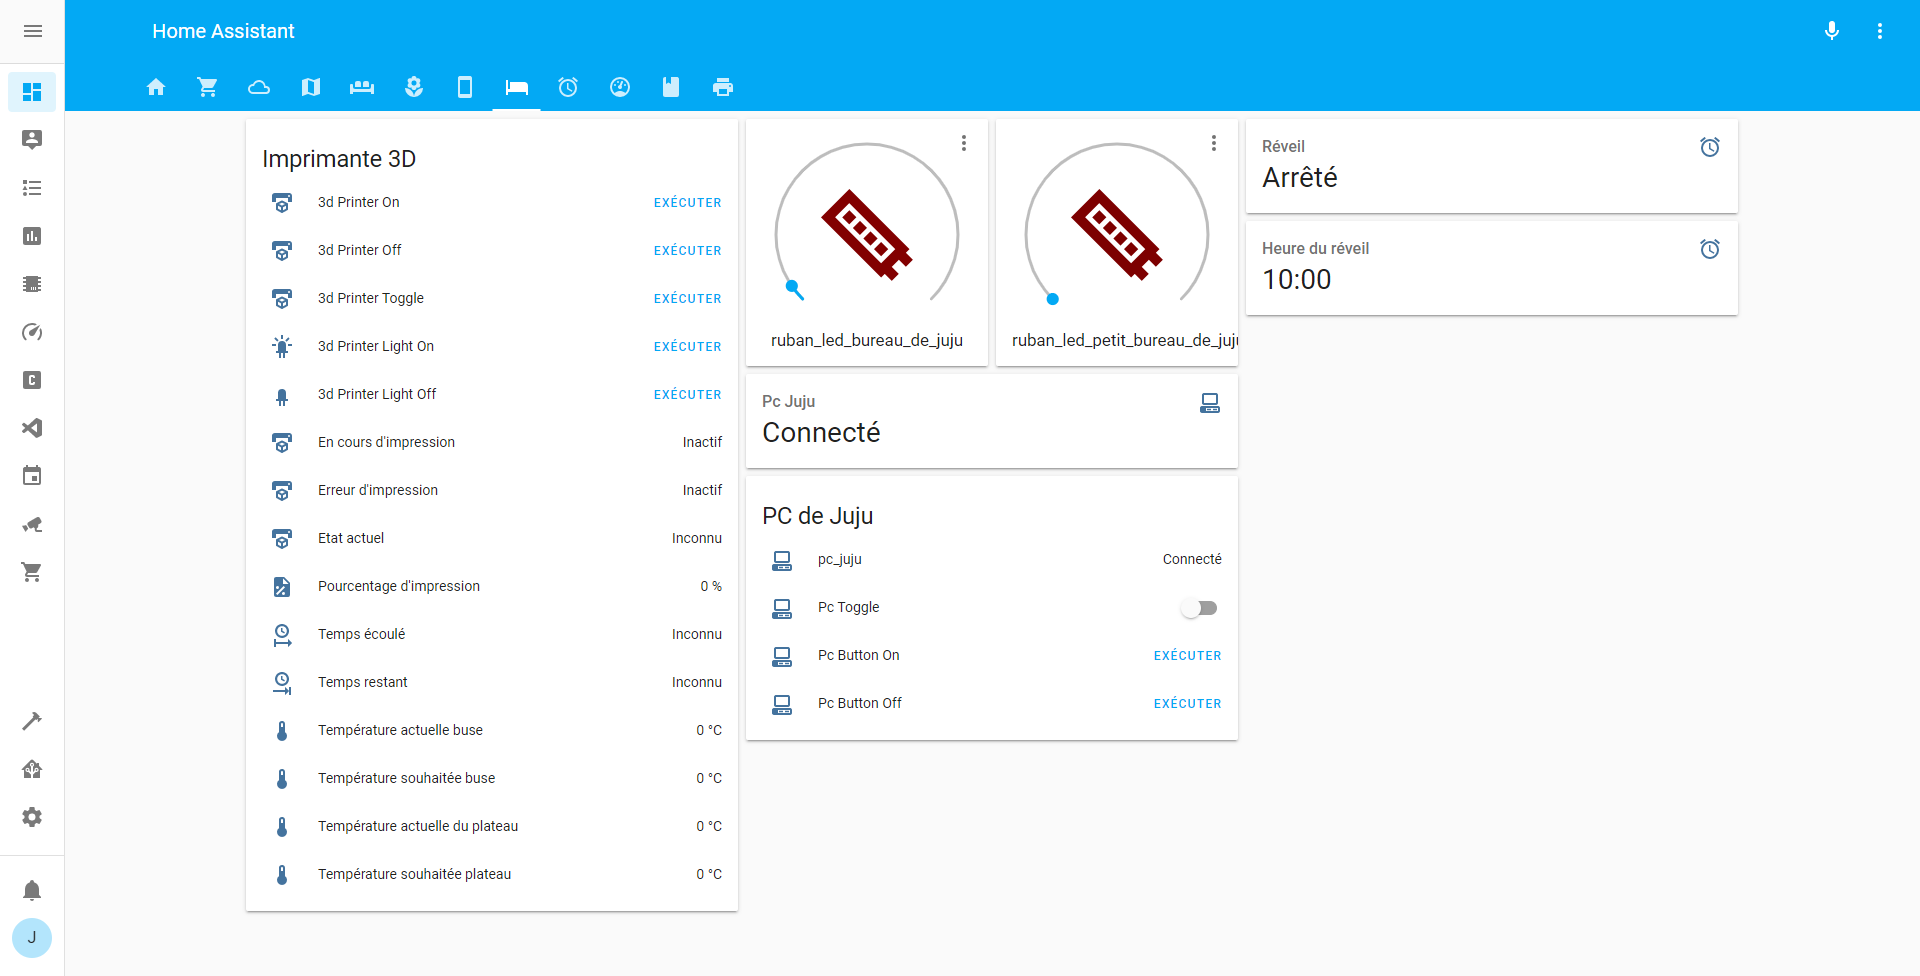 Home Assistant
Imprimante 3D
3d Printer On EXÉCUTER
3d Printer Off EXÉCUTER
3d Printer Toggle EXÉCUTER
3d Printer Light On EXÉCUTER
3d Printer Light Off EXÉCUTER
En cours d'impression Inactif
Erreur d'impression Inactif
Etat actuel Inconnu
Pourcentage d'impression 0 %
Temps écoulé Inconnu
Temps restant Inconnu
Température actuelle buse 0 °C
Température souhaitée buse 0 °C
Température actuelle du plateau 0 °C
Température souhaitée plateau 0 °C
ruban_led_bureau_de_juju
ruban_led_petit_bureau_de_juju
Pc Juju
Connecté
PC de Juju
pc_juju Connecté
Pc Toggle
Pc Button On EXÉCUTER
Pc Button Off EXÉCUTER
Réveil
Arrêté
Heure du réveil
10:00
C
J